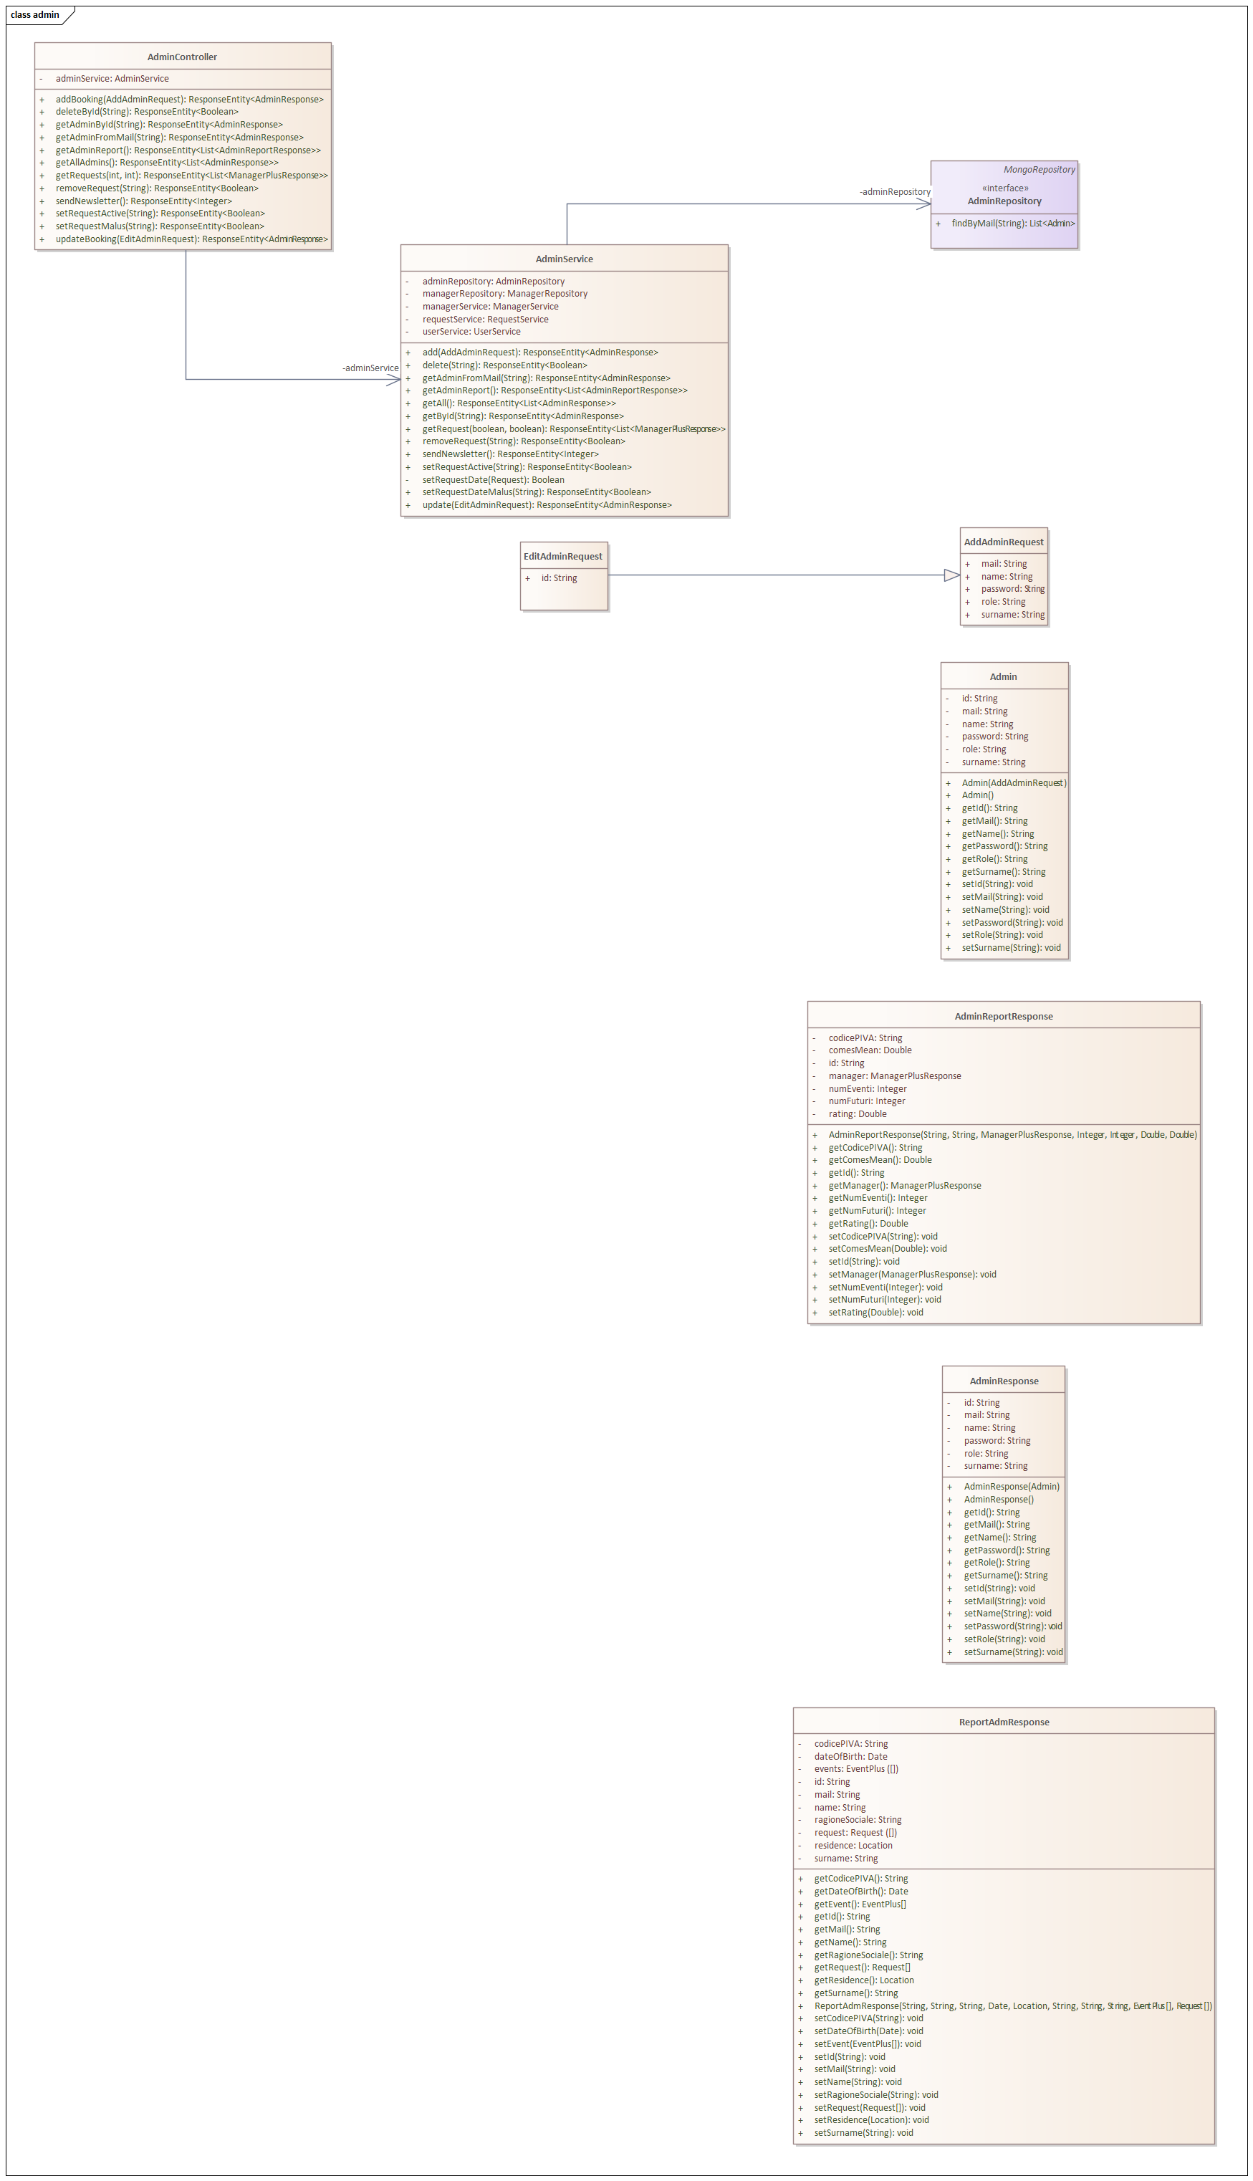 class admin
AdminController
- adminService: AdminService
+ addBooking(AddAdminRequest): ResponseEntity<AdminResponse>
+ deleteById(String): ResponseEntity<Boolean>
+ getAdminById(String): ResponseEntity<AdminResponse>
+ getAdminFromMail(String): ResponseEntity<AdminResponse>
+ getAdminReport(): ResponseEntity<List<AdminReportResponse>>
+ getAllAdmins(): ResponseEntity<List<AdminResponse>>
+ getRequests(int, int): ResponseEntity<List<ManagerPlusResponse>>
+ removeRequest(String): ResponseEntity<Boolean>
+ sendNewsletter(): ResponseEntity<Integer>
+ setRequestActive(String): ResponseEntity<Boolean>
+ setRequestMalus(String): ResponseEntity<Boolean>
+ updateBooking(EditAdminRequest): ResponseEntity<AdminResponse>
MongoRepository
«interface»
AdminRepository
+ findByMail(String): List<Admin>
-adminRepository
-adminService
AdminService
- adminRepository: AdminRepository
- managerRepository: ManagerRepository
- managerService: ManagerService
- requestService: RequestService
- userService: UserService
+ add(AddAdminRequest): ResponseEntity<AdminResponse>
+ delete(String): ResponseEntity<Boolean>
+ getAdminFromMail(String): ResponseEntity<AdminResponse>
+ getAdminReport(): ResponseEntity<List<AdminReportResponse>>
+ getAll(): ResponseEntity<List<AdminResponse>>
+ getById(String): ResponseEntity<AdminResponse>
+ getRequest(boolean, boolean): ResponseEntity<List<ManagerPlusResponse>>
+ removeRequest(String): ResponseEntity<Boolean>
+ sendNewsletter(): ResponseEntity<Integer>
+ setRequestActive(String): ResponseEntity<Boolean>
- setRequestDate(Request): Boolean
+ setRequestDateMalus(String): ResponseEntity<Boolean>
+ update(EditAdminRequest): ResponseEntity<AdminResponse>
EditAdminRequest
+ id: String
AddAdminRequest
+ mail: String
+ name: String
+ password: String
+ role: String
+ surname: String
Admin
- id: String
- mail: String
- name: String
- password: String
- role: String
- surname: String
+ Admin(AddAdminRequest)
+ Admin()
+ getId(): String
+ getMail(): String
+ getName(): String
+ getPassword(): String
+ getRole(): String
+ getSurname(): String
+ setId(String): void
+ setMail(String): void
+ setName(String): void
+ setPassword(String): void
+ setRole(String): void
+ setSurname(String): void
AdminReportResponse
- codicePIVA: String
- comesMean: Double
- id: String
- manager: ManagerPlusResponse
- numEventi: Integer
- numFuturi: Integer
- rating: Double
+ AdminReportResponse(String, String, ManagerPlusResponse, Integer, Integer, Double, Double)
+ getCodicePIVA(): String
+ getComesMean(): Double
+ getId(): String
+ getManager(): ManagerPlusResponse
+ getNumEventi(): Integer
+ getNumFuturi(): Integer
+ getRating(): Double
+ setCodicePIVA(String): void
+ setComesMean(Double): void
+ setId(String): void
+ setManager(ManagerPlusResponse): void
+ setNumEventi(Integer): void
+ setNumFuturi(Integer): void
+ setRating(Double): void
AdminResponse
- id: String
- mail: String
- name: String
- password: String
- role: String
- surname: String
+ AdminResponse(Admin)
+ AdminResponse()
+ getId(): String
+ getMail(): String
+ getName(): String
+ getPassword(): String
+ getRole(): String
+ getSurname(): String
+ setId(String): void
+ setMail(String): void
+ setName(String): void
+ setPassword(String): void
+ setRole(String): void
+ setSurname(String): void
ReportAdmResponse
- codicePIVA: String
- dateOfBirth: Date
- events: EventPlus ([])
- id: String
- mail: String
- name: String
- ragioneSociale: String
- request: Request ([])
- residence: Location
- surname: String
+ getCodicePIVA(): String
+ getDateOfBirth(): Date
+ getEvent(): EventPlus[]
+ getId(): String
+ getMail(): String
+ getName(): String
+ getRagioneSociale(): String
+ getRequest(): Request[]
+ getResidence(): Location
+ getSurname(): String
+ ReportAdmResponse(String, String, String, Date, Location, String, String, String, EventPlus[], Request[])
+ setCodicePIVA(String): void
+ setDateOfBirth(Date): void
+ setEvent(EventPlus[]): void
+ setId(String): void
+ setMail(String): void
+ setName(String): void
+ setRagioneSociale(String): void
+ setRequest(Request[]): void
+ setResidence(Location): void
+ setSurname(String): void